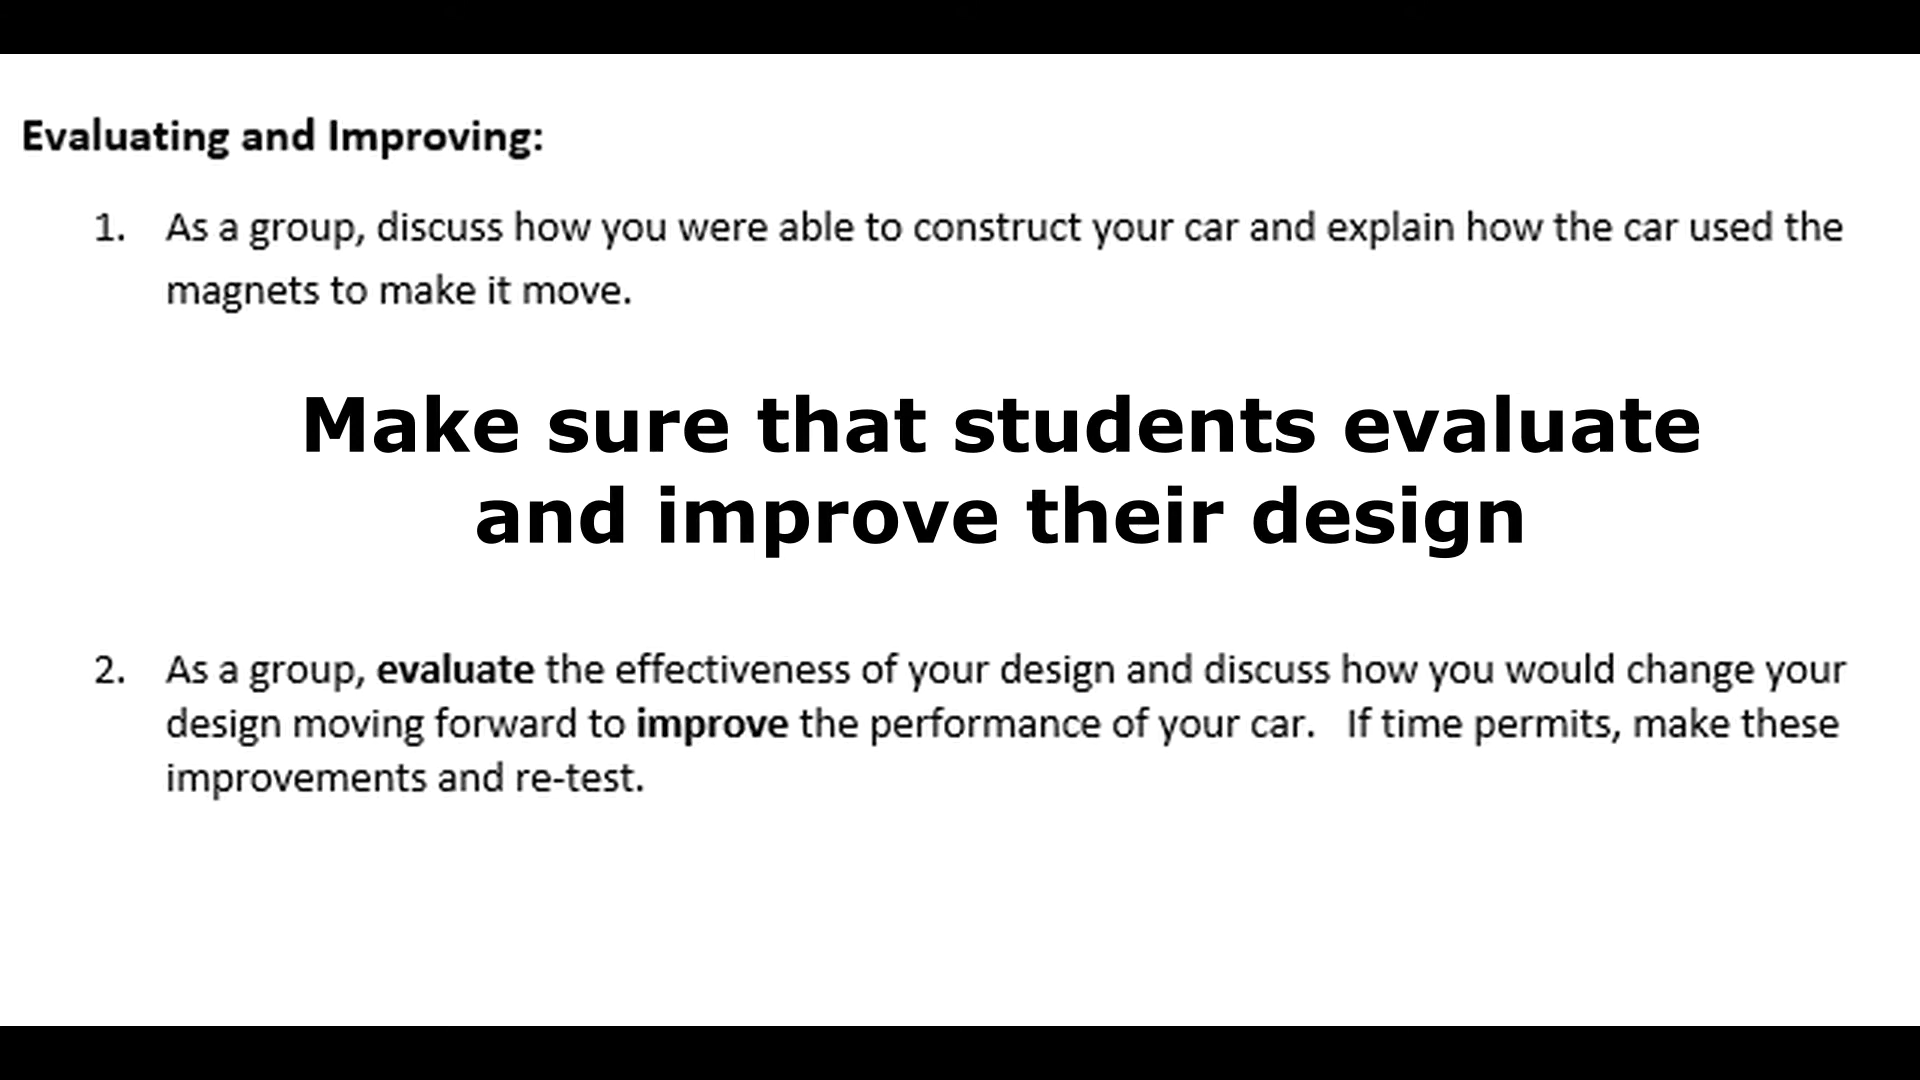 Evaluating and Improving:
1. As a group, discuss how you were able to construct your car and explain how the car used the
magnets to make it move.
Make sure that students evaluate
and improve their design
2. As a group, evaluate the effectiveness of your design and discuss how you would change your
design moving forward to improve the performance of your car. If time permits, make these
improvements and re-test.